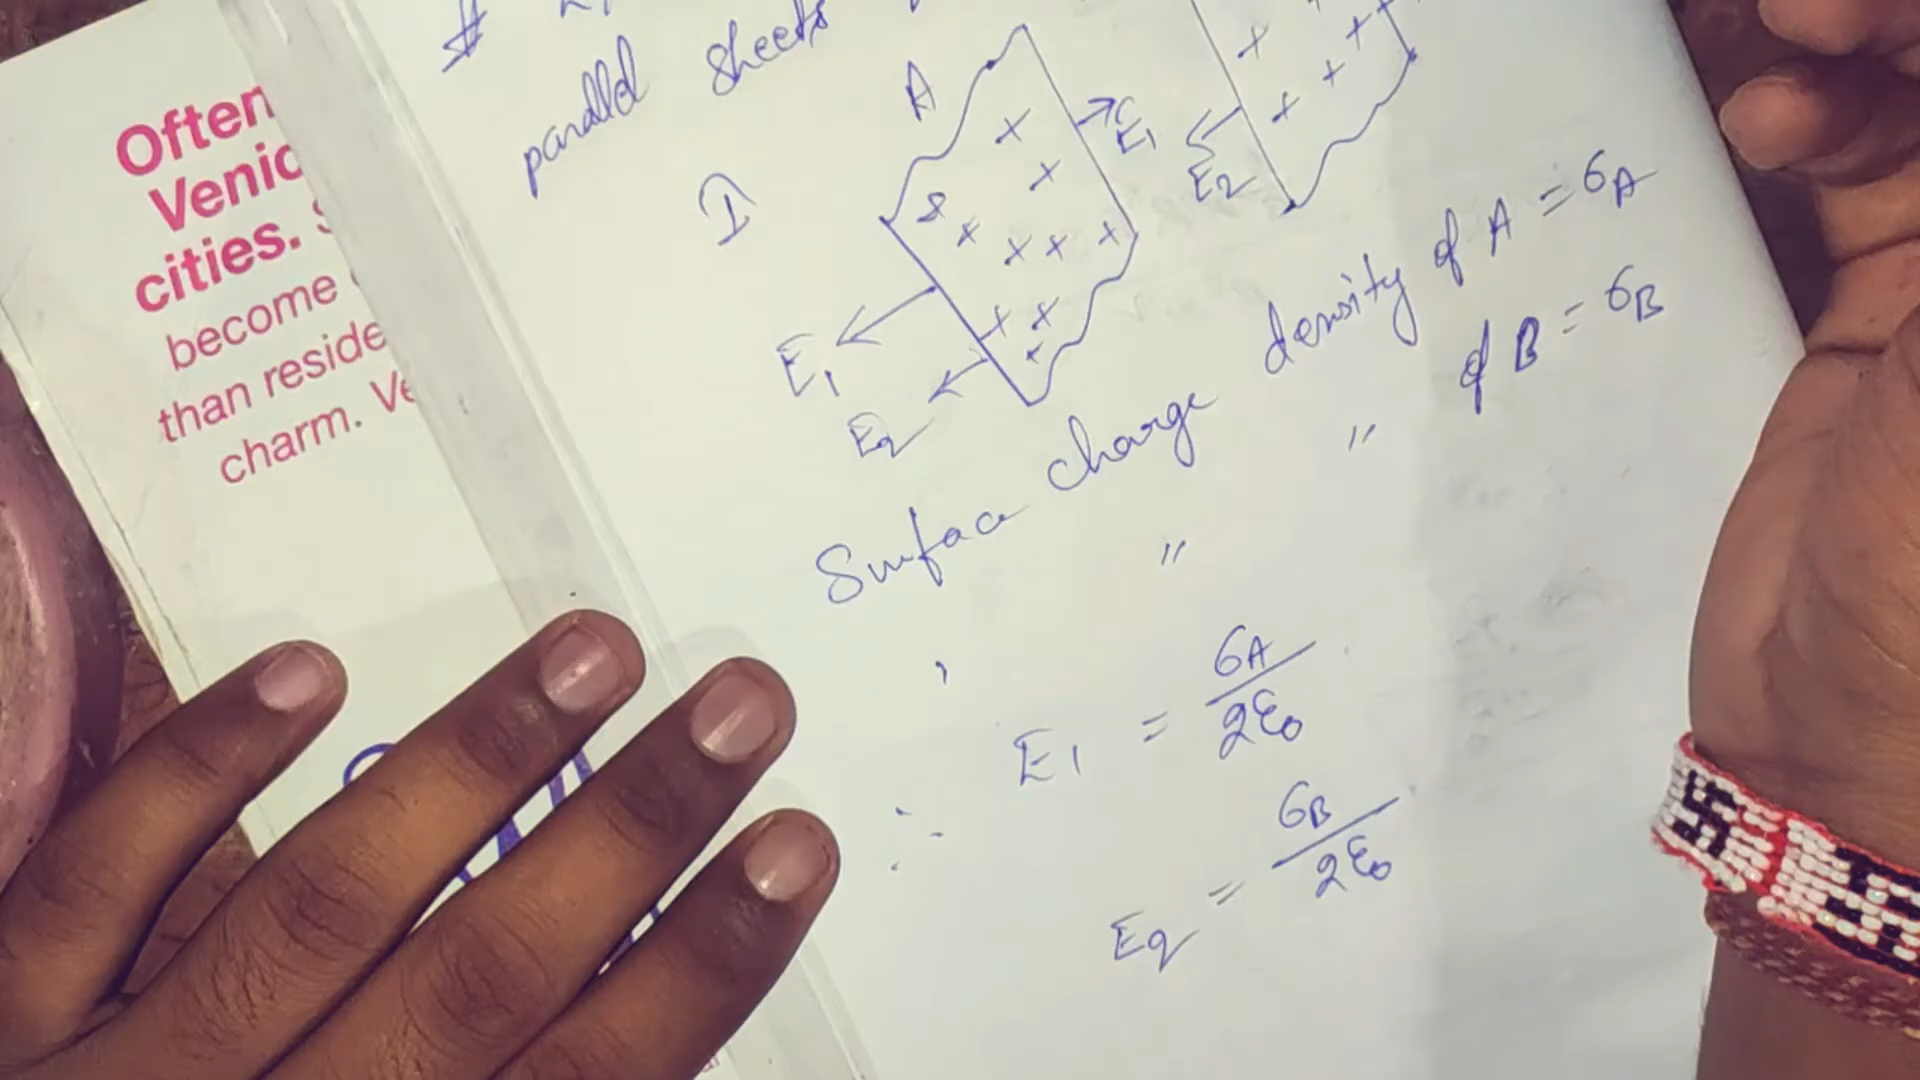 Often
Venic
cities.
become
than reside
charm. Ve
#
parallel sheets
A
E1
E2
I
E1
E2
Surface charge density of A = σA
" " of B = σB
∴ E1 = σA/2ε0
E2 = σB/2ε0